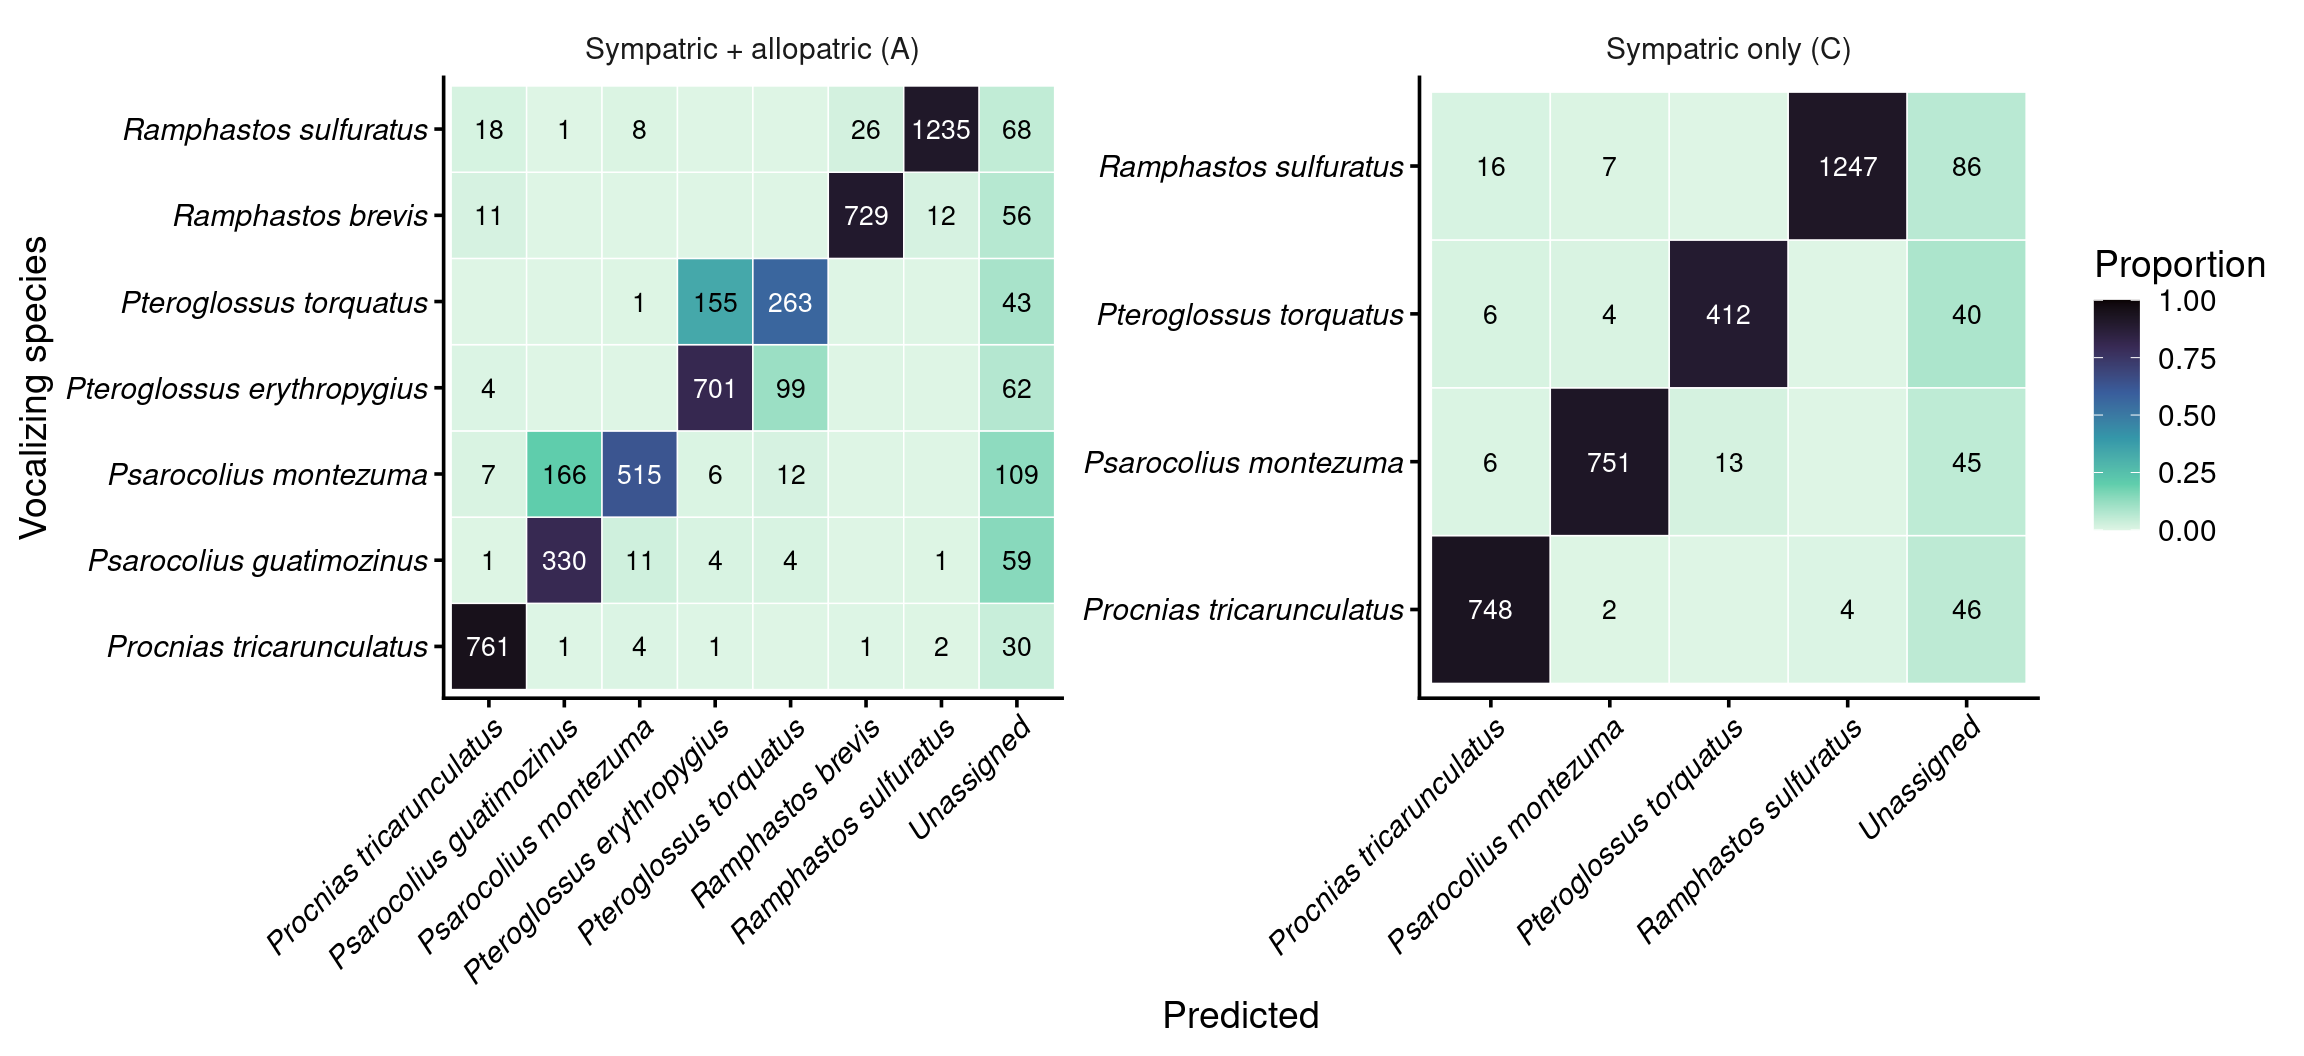 Sympatric + allopatric (A)
Sympatric only (C)
Vocalizing species
Ramphastos sulfuratus 18 1 8 26 1235 68
Ramphastos brevis 11 729 12 56
Pteroglossus torquatus 1 155 263 43
Pteroglossus erythropygius 4 701 99 62
Psarocolius montezuma 7 166 515 6 12 109
Psarocolius guatimozinus 1 330 11 4 4 1 59
Procnias tricarunculatus 761 1 4 1 1 2 30
Procnias tricarunculatus
Psarocolius guatimozinus
Psarocolius montezuma
Pteroglossus erythropygius
Pteroglossus torquatus
Ramphastos brevis
Ramphastos sulfuratus
Unassigned
Ramphastos sulfuratus 16 7 1247 86
Pteroglossus torquatus 6 4 412 40
Psarocolius montezuma 6 751 13 45
Procnias tricarunculatus 748 2 4 46
Procnias tricarunculatus
Psarocolius montezuma
Pteroglossus torquatus
Ramphastos sulfuratus
Unassigned
Predicted
Proportion
1.00
0.75
0.50
0.25
0.00